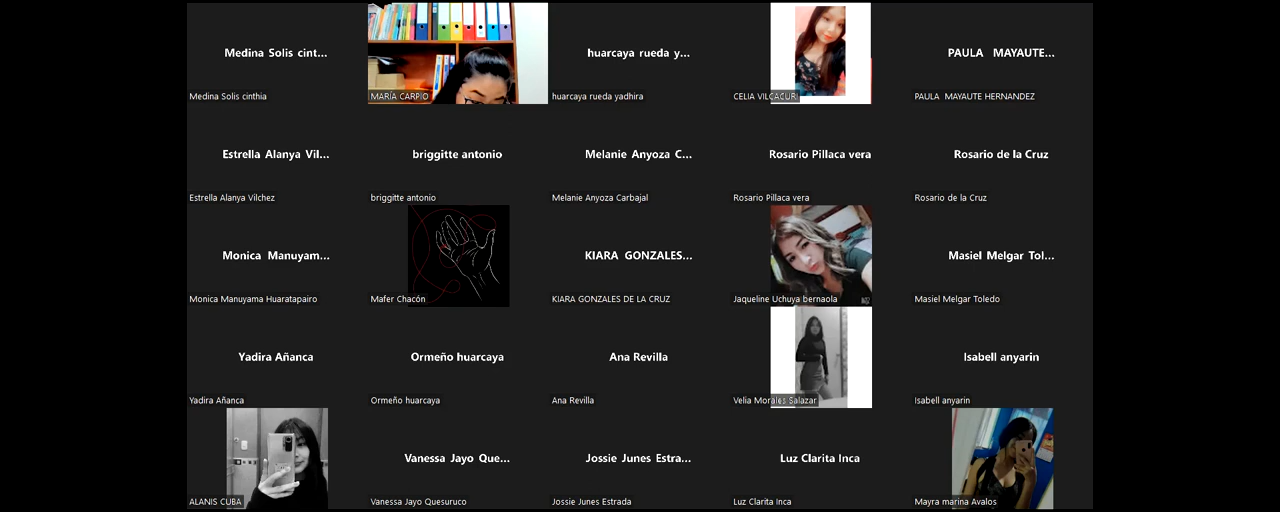 Medina Solis cint...
Medina Solis cinthia
MARÍA CARPIO
huarcaya rueda y...
huarcaya rueda yadhira
CELIA VILCACURI
PAULA MAYAUTE...
PAULA MAYAUTE HERNANDEZ
Estrella Alanya Vil...
Estrella Alanya Vilchez
briggitte antonio
briggitte antonio
Melanie Anyoza C...
Melanie Anyoza Carbajal
Rosario Pillaca vera
Rosario Pillaca vera
Rosario de la Cruz
Rosario de la Cruz
Monica Manuyam...
Monica Manuyama Huaratapairo
Mafer Chacón
KIARA GONZALES...
KIARA GONZALES DE LA CRUZ
Jaqueline Uchuya bernaola
Masiel Melgar Tol...
Masiel Melgar Toledo
Yadira Añanca
Yadira Añanca
Ormeño huarcaya
Ormeño huarcaya
Ana Revilla
Ana Revilla
Velia Morales Salazar
Isabell anyarin
Isabell anyarin
ALANIS CUBA
Vanessa Jayo Que...
Vanessa Jayo Quesuruco
Jossie Junes Estra...
Jossie Junes Estrada
Luz Clarita Inca
Luz Clarita Inca
Mayra marina Avalos